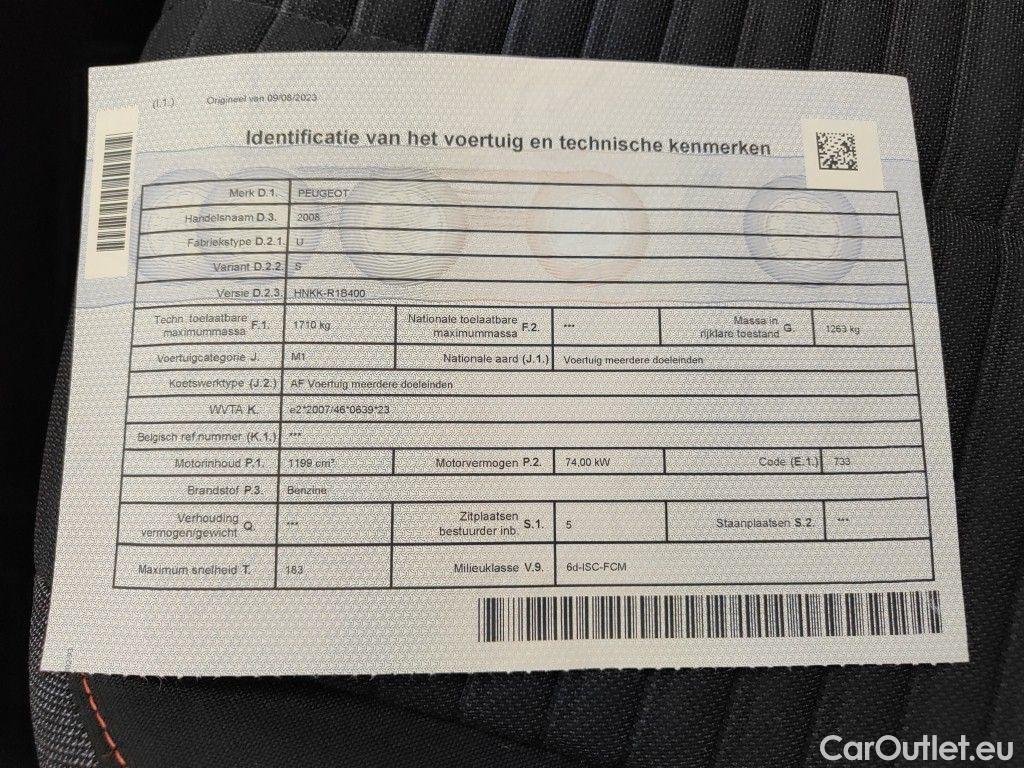 (I.1.) Origineel van 09/08/2023
Identificatie van het voertuig en technische kenmerken
Merk D.1. PEUGEOT
Handelsnaam D.3. 2008
Fabriekstype D.2.1. U
Variant D.2.2. S
Versie D.2.3. HNKK-R1B400
Techn. toelaatbare maximummassa F.1. 1710 kg Nationale toelaatbare maximummassa F.2. *** Massa in rijklare toestand G. 1263 kg
Voertuigcategorie J. M1 Nationale aard (J.1.) Voertuig meerdere doeleinden
Koetswerktype (J.2.) AF Voertuig meerdere doeleinden
WVTA K. e2*2007/46*0639*23
Belgisch ref.nummer (K.1.) ***
Motorinhoud P.1. 1199 cm³ Motorvermogen P.2. 74,00 kW Code (E.1.) 733
Brandstof P.3. Benzine
Verhouding vermogen/gewicht Q. *** Zitplaatsen bestuurder inb. S.1. 5 Staanplaatsen S.2. ***
Maximum snelheid T. 183 Milieuklasse V.9. 6d-ISC-FCM
CarOutlet.eu